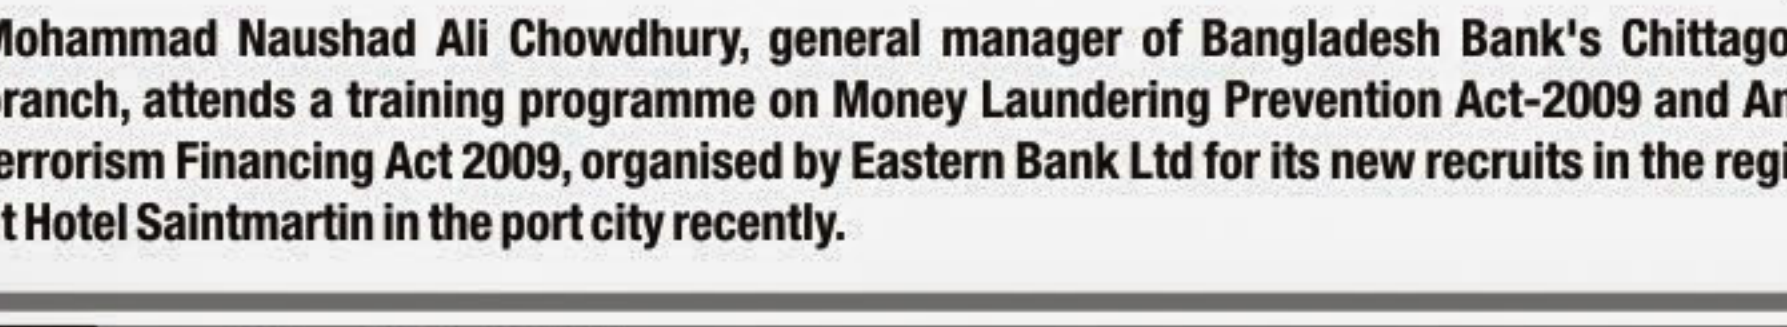 Mohammad Naushad Ali Chowdhury, general manager of Bangladesh Bank's Chittago
ranch, attends a training programme on Money Laundering Prevention Act-2009 and An
errorism Financing Act 2009, organised by Eastern Bank Ltd for its new recruits in the regi
t Hotel Saintmartin in the port city recently.